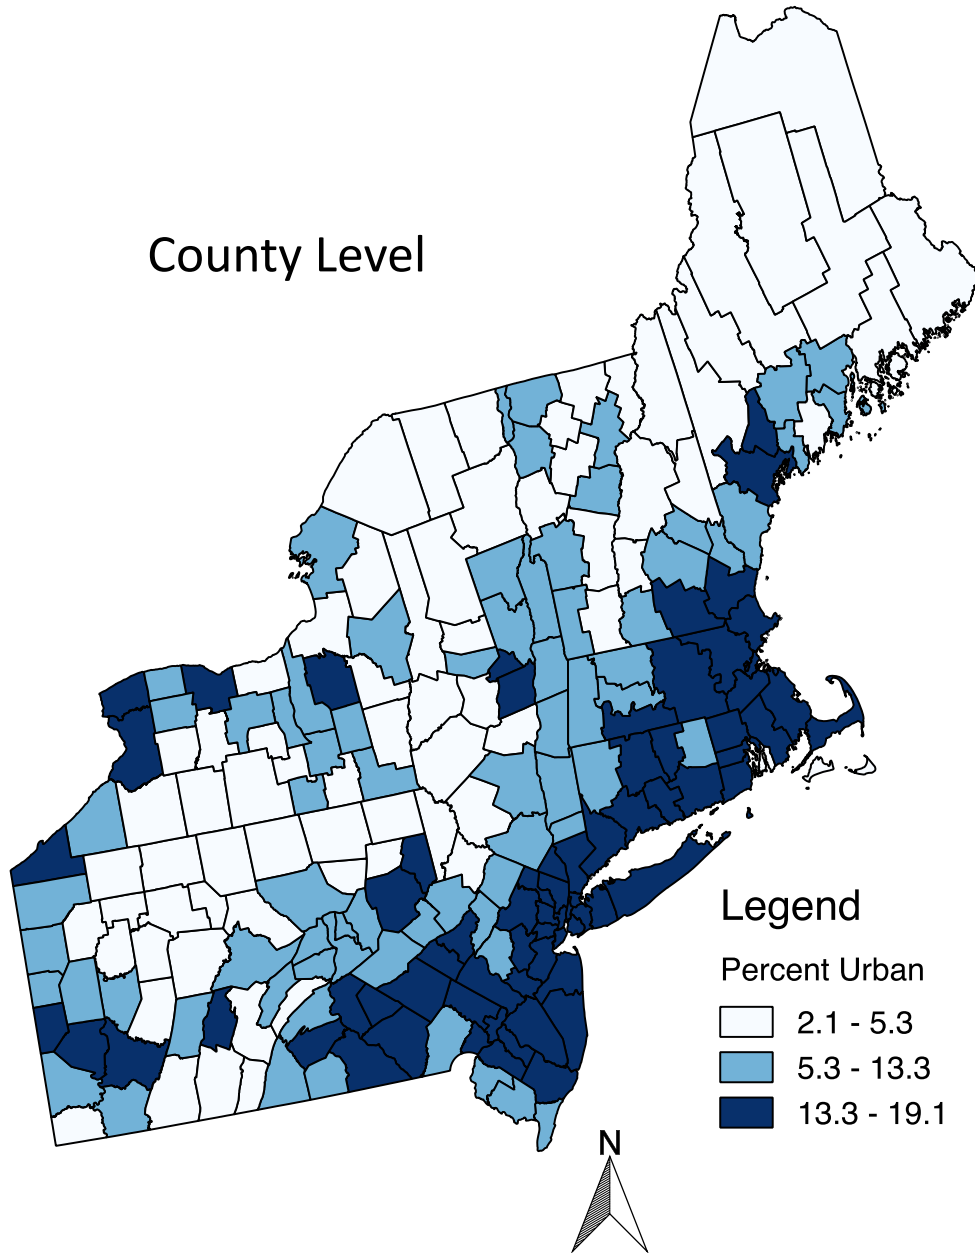 County Level
Legend
Percent Urban
2.1 - 5.3
5.3 - 13.3
13.3 - 19.1
N